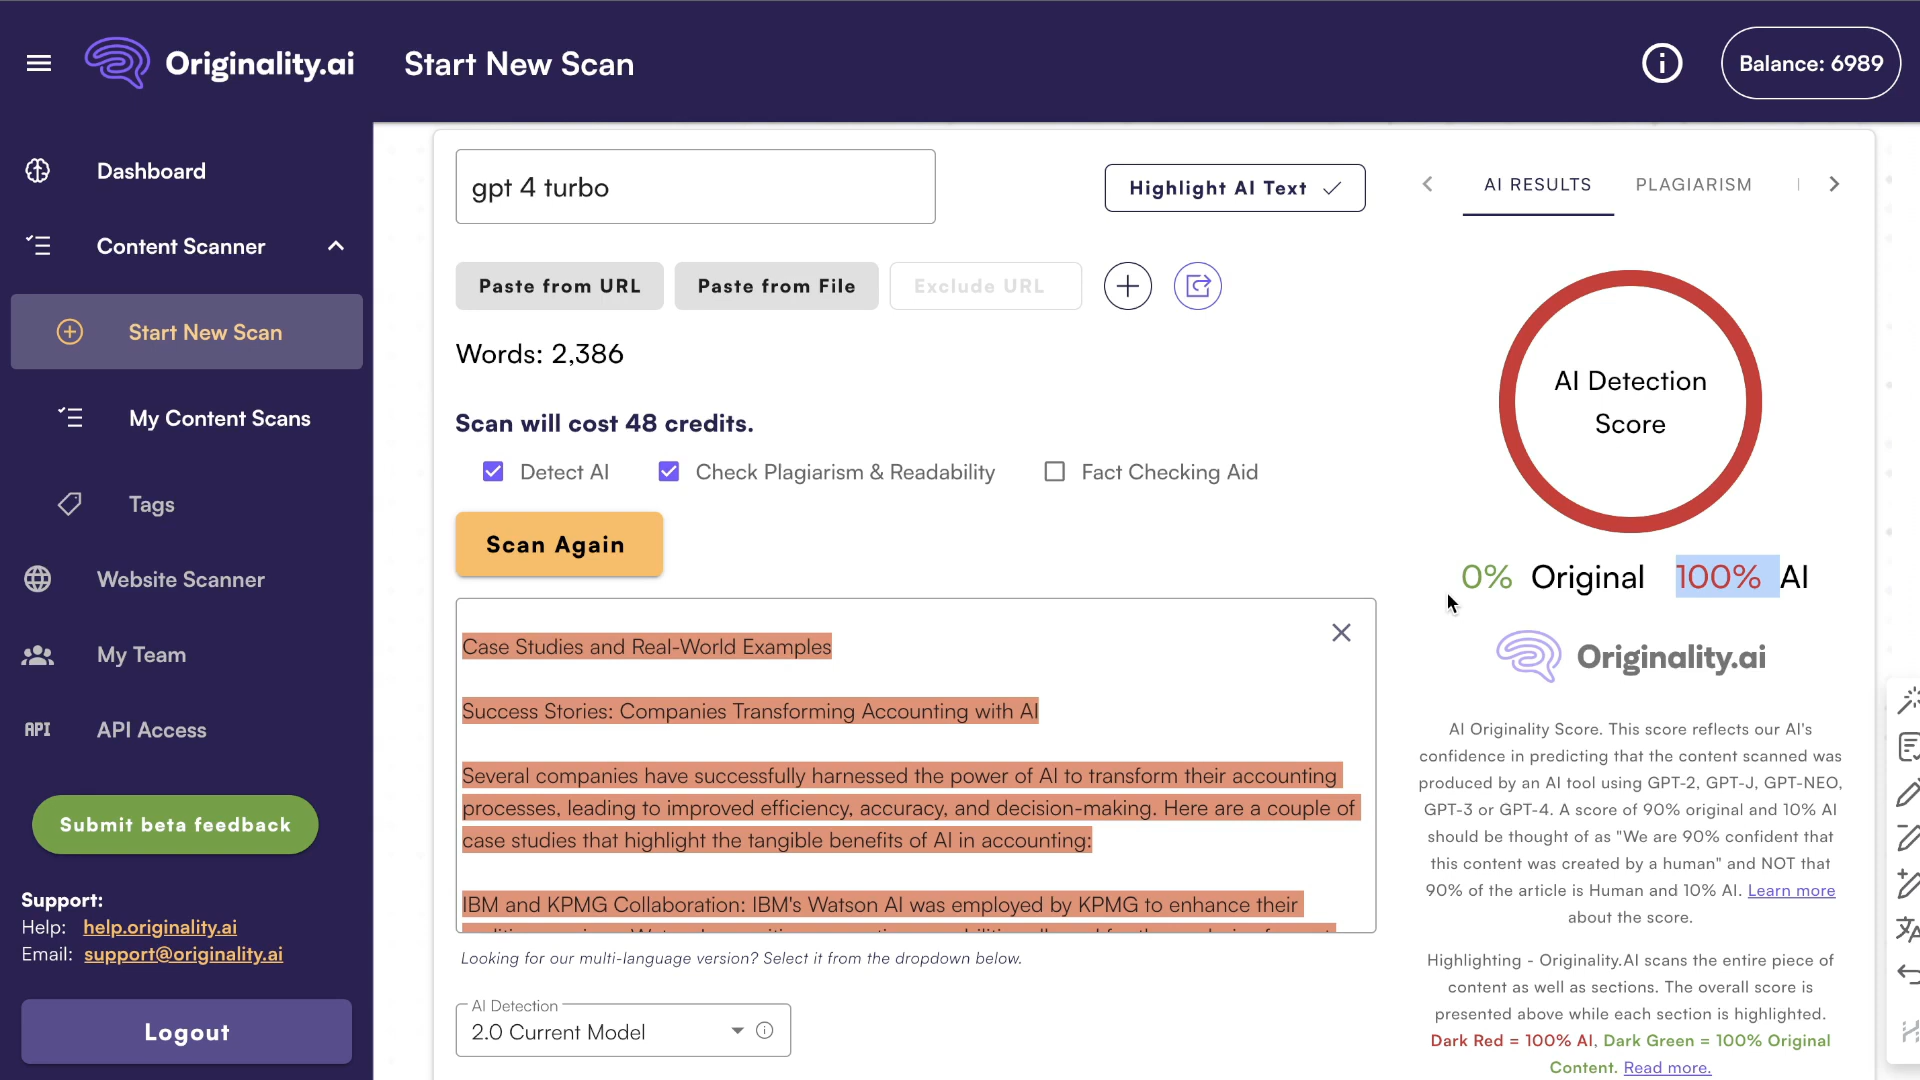 Originality.ai
Start New Scan
Balance: 6989
Dashboard
Content Scanner
Start New Scan
My Content Scans
Tags
Website Scanner
My Team
API
API Access
Submit beta feedback
Support:
Help: help.originality.ai
Email: support@originality.ai
Logout
gpt 4 turbo
Highlight AI Text
Paste from URL
Paste from File
Exclude URL
Words: 2,386
Scan will cost 48 credits.
Detect AI
Check Plagiarism & Readability
Fact Checking Aid
Scan Again
Case Studies and Real-World Examples
Success Stories: Companies Transforming Accounting with AI
Several companies have successfully harnessed the power of AI to transform their accounting
processes, leading to improved efficiency, accuracy, and decision-making. Here are a couple of
case studies that highlight the tangible benefits of AI in accounting:
IBM and KPMG Collaboration: IBM's Watson AI was employed by KPMG to enhance their
Looking for our multi-language version? Select it from the dropdown below.
AI Detection
2.0 Current Model
AI RESULTS
PLAGIARISM
AI Detection
Score
0% Original 100% AI
Originality.ai
AI Originality Score. This score reflects our AI's
confidence in predicting that the content scanned was
produced by an AI tool using GPT-2, GPT-J, GPT-NEO,
GPT-3 or GPT-4. A score of 90% original and 10% AI
should be thought of as "We are 90% confident that
this content was created by a human" and NOT that
90% of the article is Human and 10% AI. Learn more
about the score.
Highlighting - Originality.AI scans the entire piece of
content as well as sections. The overall score is
presented above while each section is highlighted.
Dark Red = 100% AI, Dark Green = 100% Original
Content. Read more.